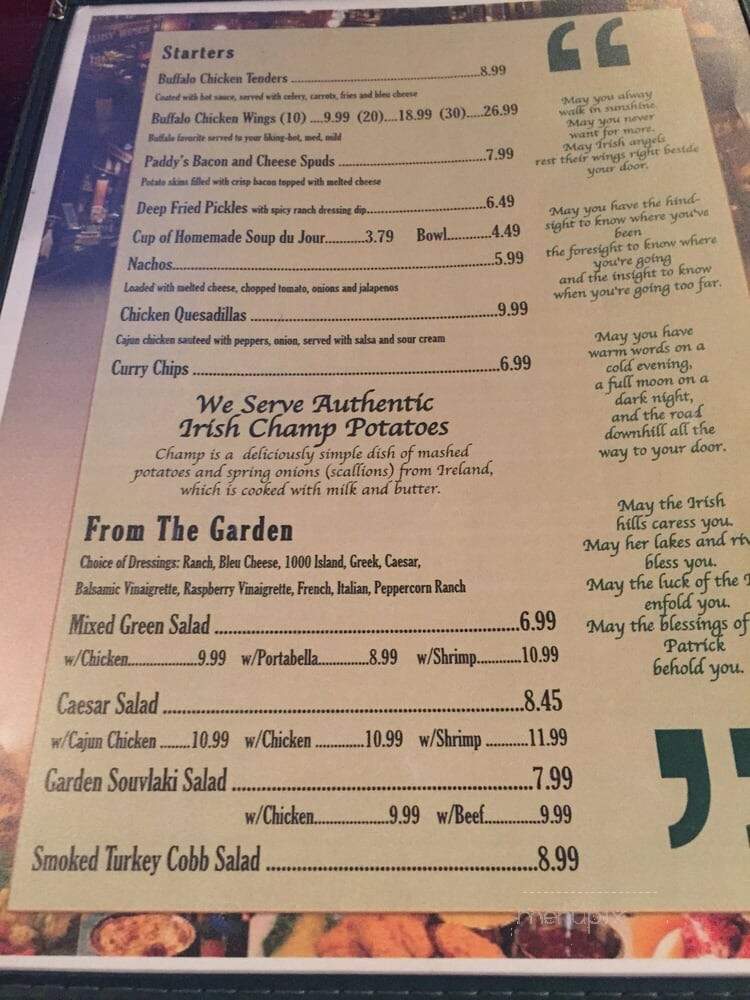 Starters
Buffalo Chicken Tenders ..........8.99
Coated with hot sauce, served with celery, carrots, fries and bleu cheese
Buffalo Chicken Wings (10) ....9.99 (20)....18.99 (30).....26.99
Buffalo favorite served to your liking-hot, med, mild
Paddy's Bacon and Cheese Spuds ..........7.99
Potato skins filled with crisp bacon topped with melted cheese
Deep Fried Pickles with spicy ranch dressing dip..........6.49
Cup of Homemade Soup du Jour..........3.79 Bowl..........4.49
Nachos..........5.99
Loaded with melted cheese, chopped tomato, onions and jalapenos
Chicken Quesadillas ..........9.99
Cajun chicken sauteed with peppers, onion, served with salsa and sour cream
Curry Chips ..........6.99
We Serve Authentic
Irish Champ Potatoes
Champ is a deliciously simple dish of mashed
potatoes and spring onions (scallions) from Ireland,
which is cooked with milk and butter.
From The Garden
Choice of Dressings: Ranch, Bleu Cheese, 1000 Island, Greek, Caesar,
Balsamic Vinaigrette, Raspberry Vinaigrette, French, Italian, Peppercorn Ranch
Mixed Green Salad ..........6.99
w/Chicken..........9.99 w/Portabella..........8.99 w/Shrimp..........10.99
Caesar Salad ..........8.45
w/Cajun Chicken ........10.99 w/Chicken ..........10.99 w/Shrimp ..........11.99
Garden Souvlaki Salad ..........7.99
w/Chicken..........9.99 w/Beef..........9.99
Smoked Turkey Cobb Salad ..........8.99
“
May you alway
walk in sunshine.
May you never
want for more.
May Irish angels
rest their wings right beside
your door.
May you have the hind-
sight to know where you've
been
the foresight to know where
you're going
and the insight to know
when you're going too far.
May you have
warm words on a
cold evening,
a full moon on a
dark night,
and the road
downhill all the
way to your door.
May the Irish
hills caress you.
May her lakes and
bless you.
May the luck of the
enfold you.
May the blessings of
Patrick
behold you.
”
menupix